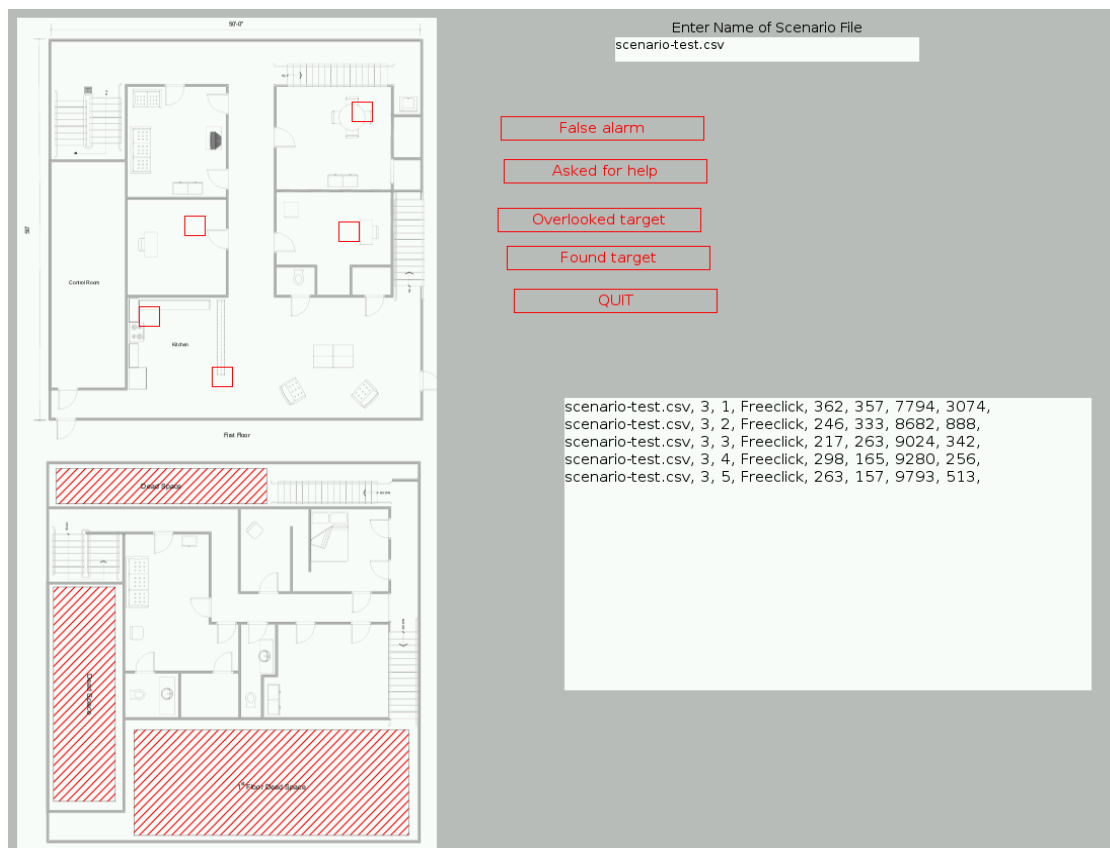 50'-0"
Enter Name of Scenario File
scenario-test.csv
False alarm
Asked for help
Overlooked target
Found target
QUIT
50'
Control Room
Kitchen
First Floor
scenario-test.csv, 3, 1, Freeclick, 362, 357, 7794, 3074,
scenario-test.csv, 3, 2, Freeclick, 246, 333, 8682, 888,
scenario-test.csv, 3, 3, Freeclick, 217, 263, 9024, 342,
scenario-test.csv, 3, 4, Freeclick, 298, 165, 9280, 256,
scenario-test.csv, 3, 5, Freeclick, 263, 157, 9793, 513,
Dead Space
Dead Space
1st Floor Dead Space